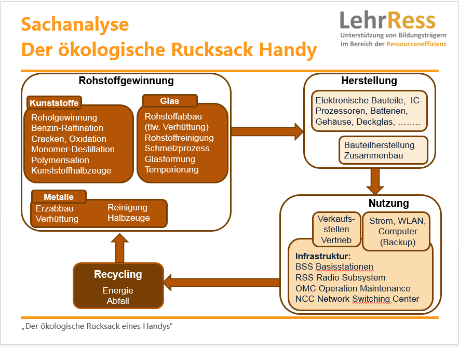 Sachanalyse
Der ökologische Rucksack Handy
LehrRess
Unterstützung von Bildungsträgern
im Bereich der Ressourceneffizienz
Rohstoffgewinnung
Kunststoffe
Roholgewinnung
Benzin-Raffination
Cracken, Oxidation
Monomer-Destillation
Polymerisation
Kunststoffhalbzeuge
Glas
Rohstoffabbau
(tlw. Verhüttung)
Rohstoffreinigung
Schmelzprozess
Glasformung
Temperierung
Metalle
Erzabbau
Verhüttung
Reinigung
Halbzeuge
Herstellung
Elektronische Bauteile, IC
Prozessoren, Batterien,
Gehäuse, Deckglas, ........
Bauteilherstellung
Zusammenbau
Nutzung
Verkaufs-
stellen
Vertrieb
Strom, WLAN,
Computer
(Backup)
Infrastruktur:
BSS Basisstationen
RSS Radio Subsystem
OMC Operation Maintenance
NCC Network Switching Center
Recycling
Energie
Abfall
„Der ökologische Rucksack eines Handys“